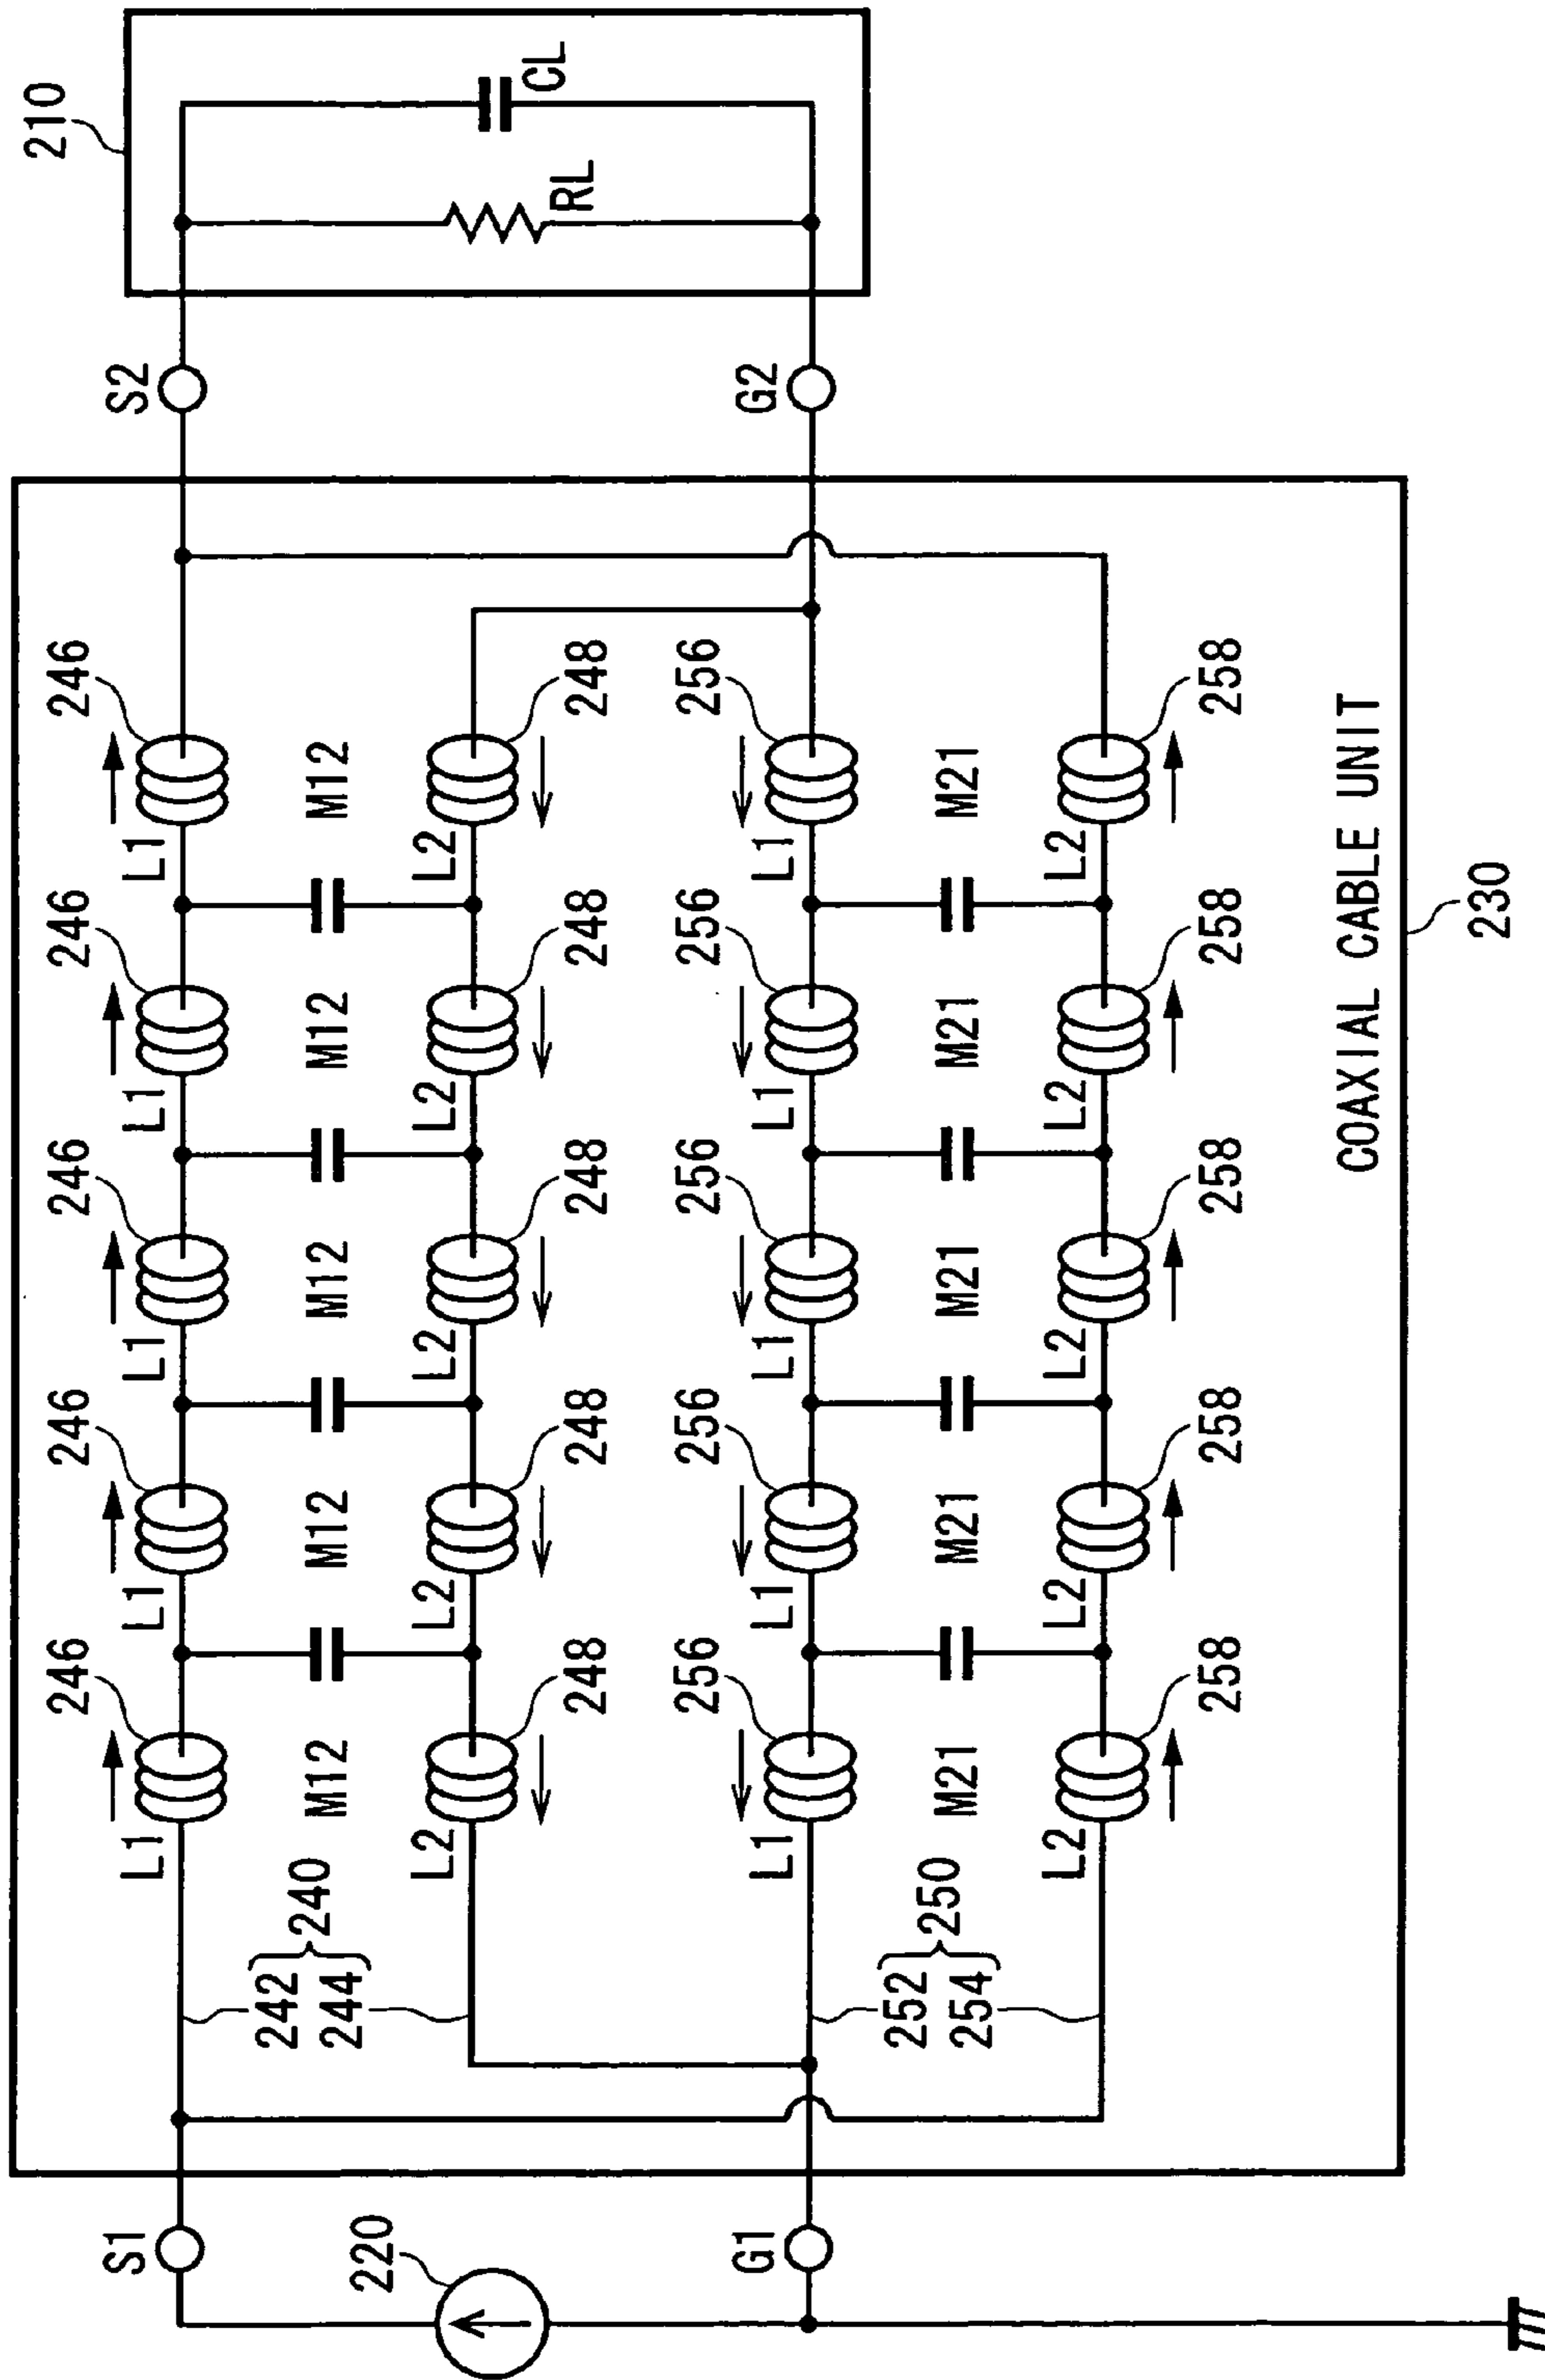 210
246 246 246 246 246
S1 S2
L1 L1 L1 L1 L1
242 240
244
M12 M12 M12 M12 M12
220
L2 L2 L2 L2 L2
RL CL
248 248 248 248 248
256 256 256 256 256
G1 G2
L1 L1 L1 L1 L1
252 250
254
M21 M21 M21 M21 M21
L2 L2 L2 L2 L2
258 258 258 258 258
COAXIAL CABLE UNIT
230